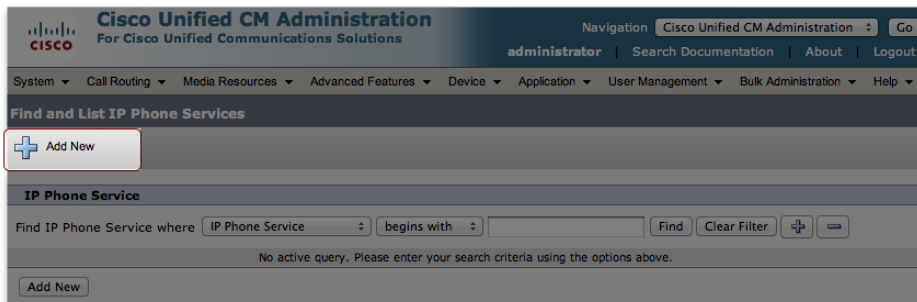 Cisco Unified CM Administration
For Cisco Unified Communications Solutions
CISCO
Navigation Cisco Unified CM Administration Go
administrator | Search Documentation | About | Logout
System Call Routing Media Resources Advanced Features Device Application User Management Bulk Administration Help
Find and List IP Phone Services
Add New
IP Phone Service
Find IP Phone Service where IP Phone Service begins with Find Clear Filter
No active query. Please enter your search criteria using the options above.
Add New